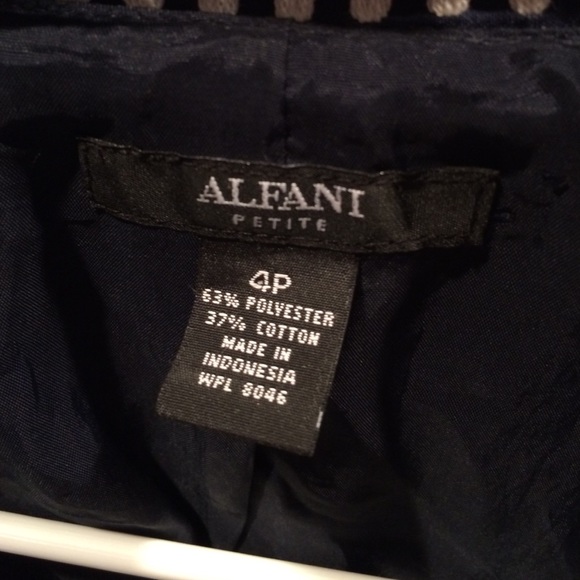 ALFANI
PETITE
4P
63% POLYESTER
37% COTTON
MADE IN
INDONESIA
WPL 8046